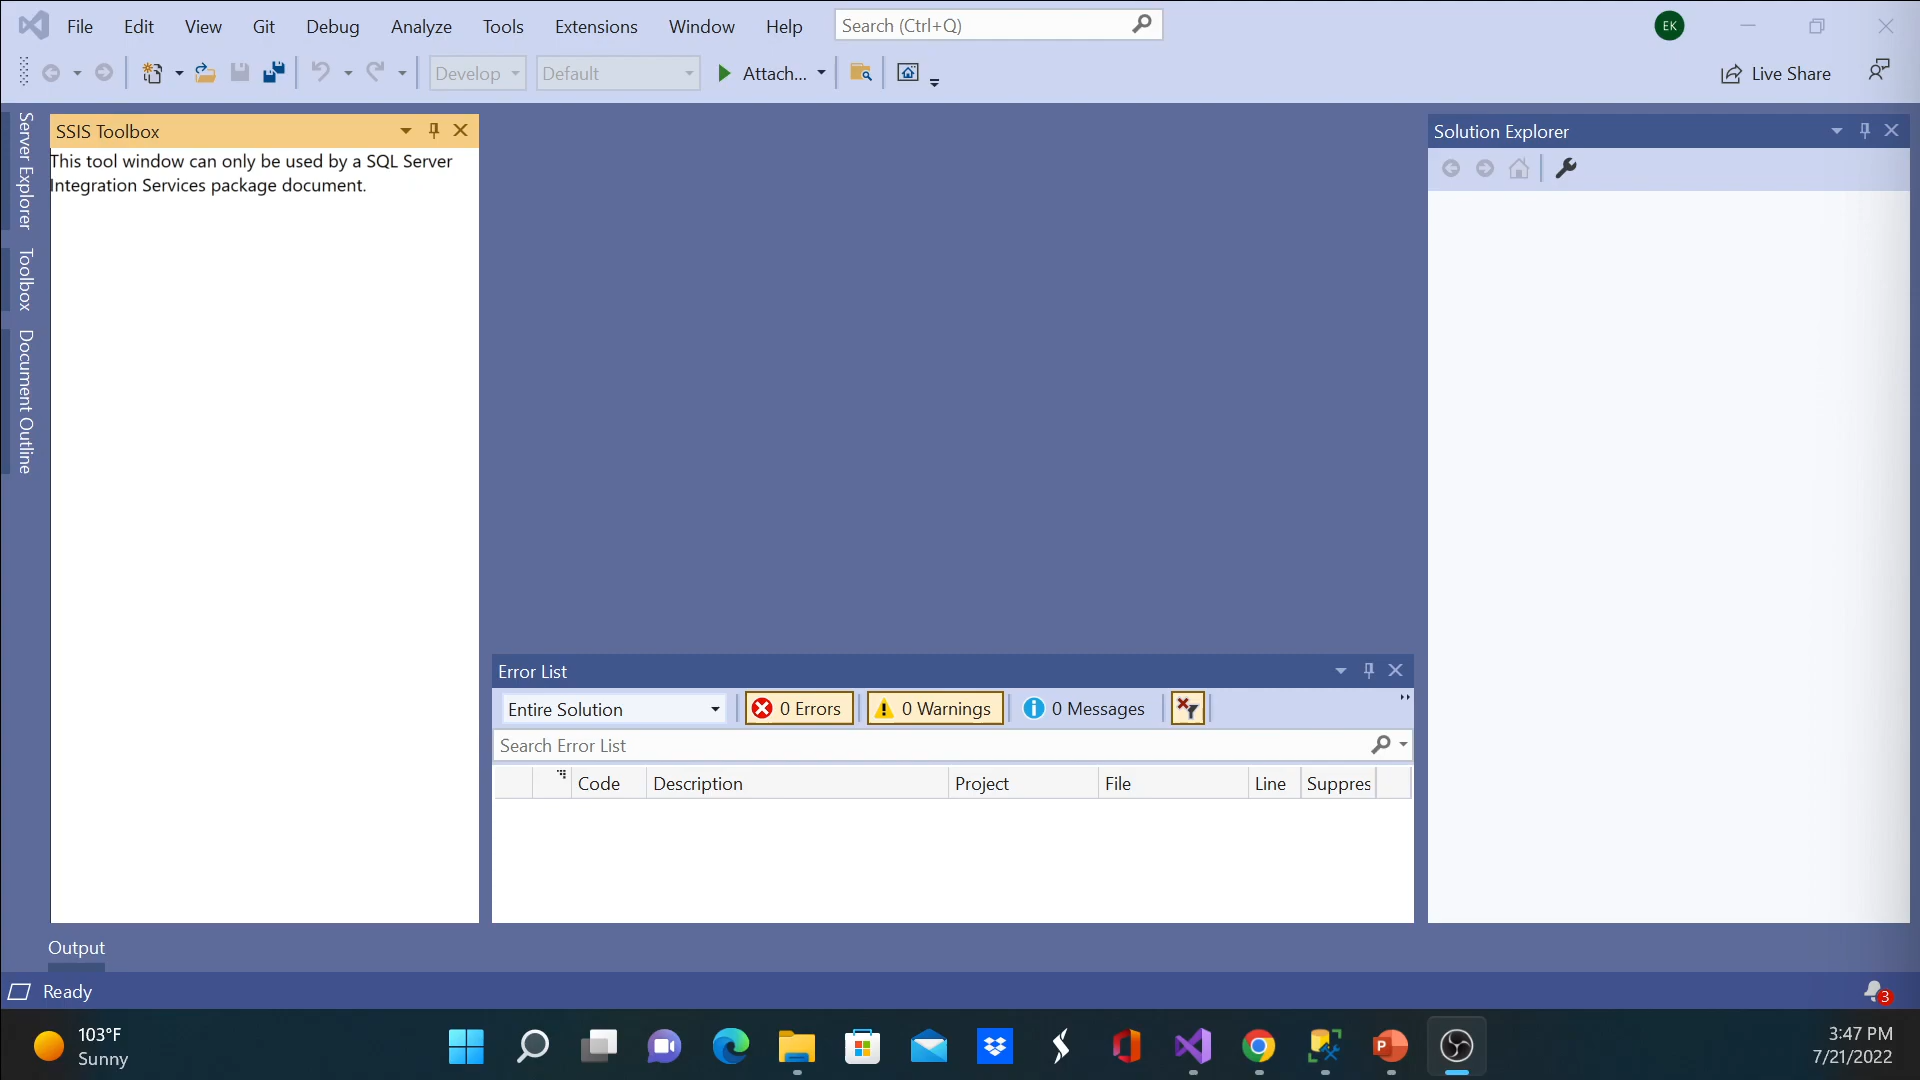 File Edit View Git Debug Analyze Tools Extensions Window Help Search (Ctrl+Q) EK
Develop Default Attach... Live Share
Server Explorer
Toolbox
Document Outline
SSIS Toolbox
This tool window can only be used by a SQL Server
Integration Services package document.
Solution Explorer
Error List
Entire Solution 0 Errors 0 Warnings 0 Messages
Search Error List
Code Description Project File Line Suppres
Output
Ready 3
103°F
Sunny
P
3:47 PM
7/21/2022